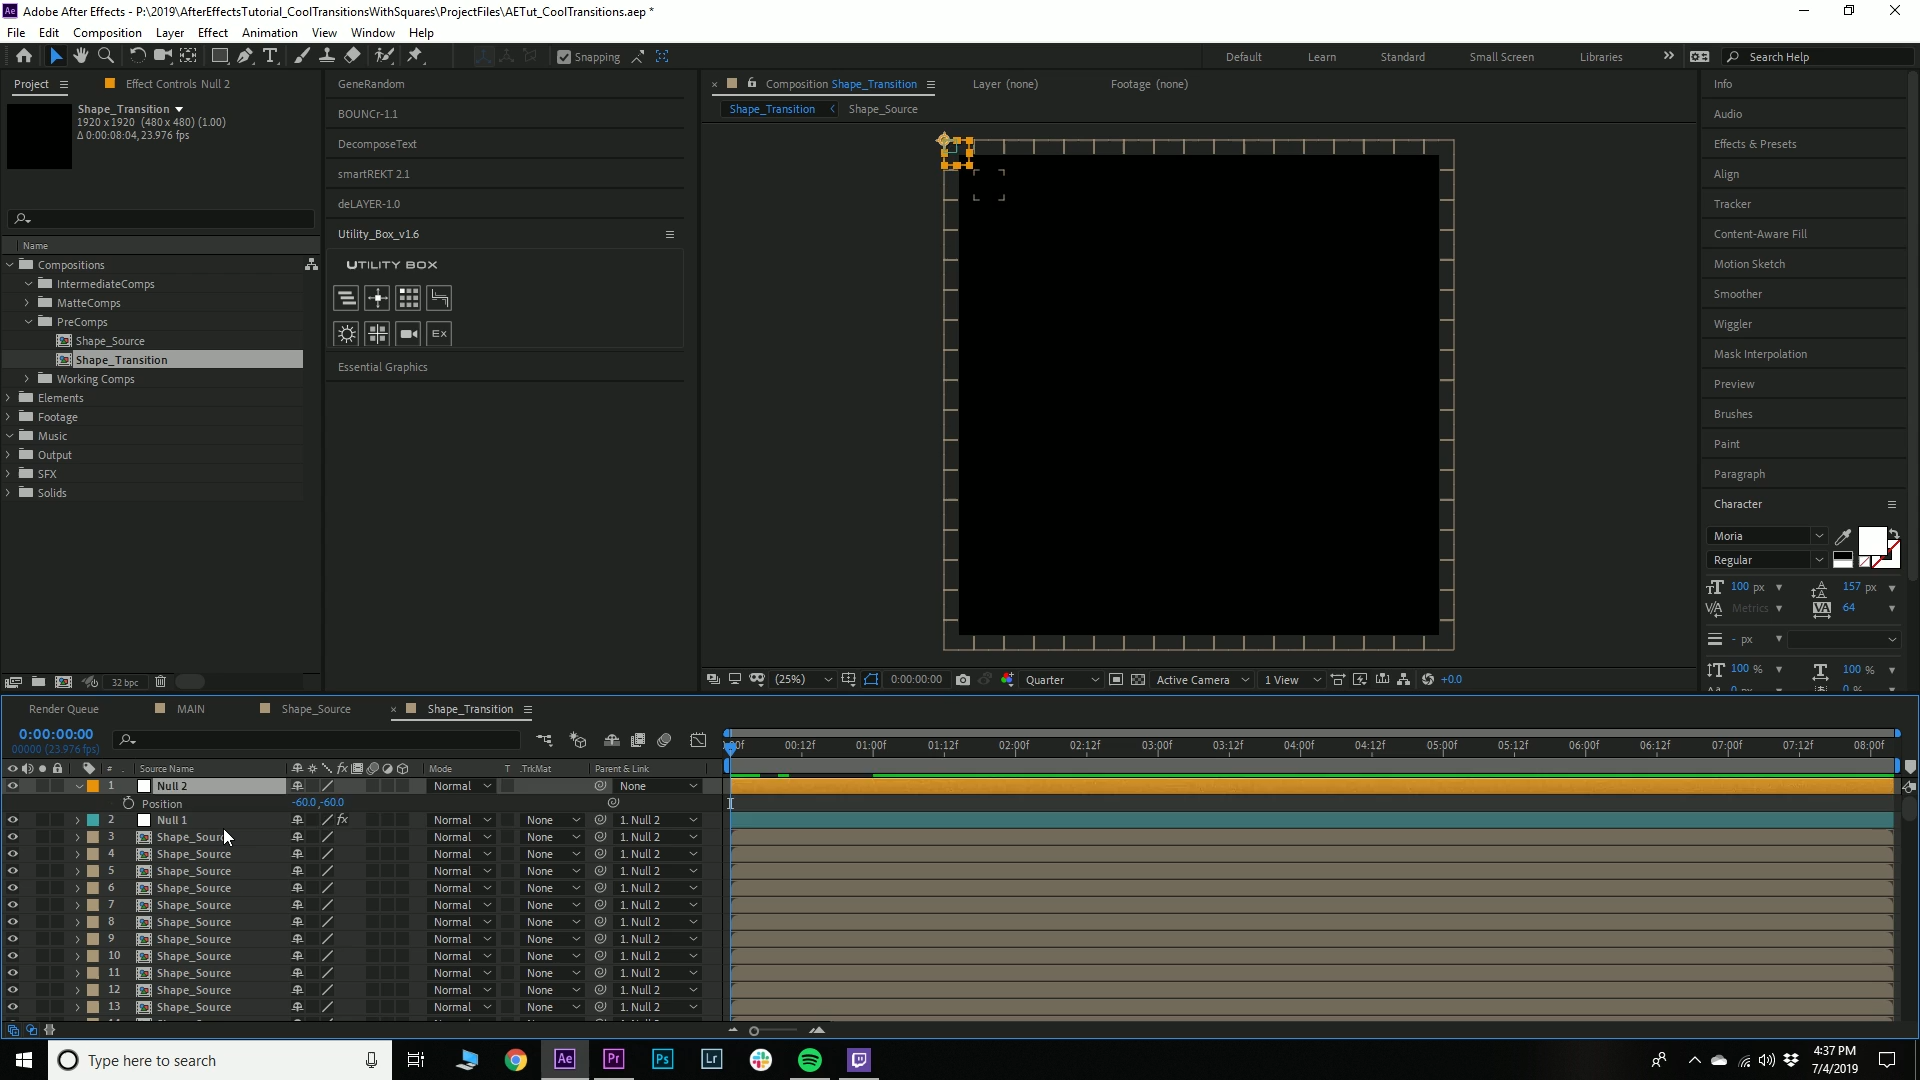 Adobe After Effects - P:\2019\AfterEffectsTutorial_CoolTransitionsWithSquares\ProjectFiles\AETut_CoolTransitions.aep *
File Edit Composition Layer Effect Animation View Window Help
Snapping Default Learn Standard Small Screen Libraries Search Help
Project
Effect Controls Null 2
Shape_Transition
1920 x 1920 (480 x 480) (1.00)
Δ 0:00:08:04, 23.976 fps
Name
Compositions
IntermediateComps
MatteComps
PreComps
Shape_Source
Shape_Transition
Working Comps
Elements
Footage
Music
Output
SFX
Solids
32 bpc
GeneRandom
BOUNCr-1.1
DecomposeText
smartREKT 2.1
deLAYER-1.0
Utility_Box_v1.6
UTILITY BOX
EX
Essential Graphics
Composition Shape_Transition
Layer (none)
Footage (none)
Shape_Transition Shape_Source
(25%) 0:00:00:00 Quarter Active Camera 1 View +0.0
Info
Audio
Effects & Presets
Align
Tracker
Content-Aware Fill
Motion Sketch
Smoother
Wiggler
Mask Interpolation
Preview
Brushes
Paint
Paragraph
Character
Moria
Regular
100 px 157 px
Metrics 64
- px
100 % 100 %
0 px 0 %
Render Queue MAIN Shape_Source Shape_Transition
0:00:00:00
00000 (23.976 fps)
00:12f 01:00f 01:12f 02:00f 02:12f 03:00f 03:12f 04:00f 04:12f 05:00f 05:12f 06:00f 06:12f 07:00f 07:12f 08:00f
# Source Name Mode T .TrkMat Parent & Link
1 Null 2 Normal None
Position -60.0,-60.0
2 Null 1 fx Normal None 1. Null 2
3 Shape_Source Normal None 1. Null 2
4 Shape_Source Normal None 1. Null 2
5 Shape_Source Normal None 1. Null 2
6 Shape_Source Normal None 1. Null 2
7 Shape_Source Normal None 1. Null 2
8 Shape_Source Normal None 1. Null 2
9 Shape_Source Normal None 1. Null 2
10 Shape_Source Normal None 1. Null 2
11 Shape_Source Normal None 1. Null 2
12 Shape_Source Normal None 1. Null 2
13 Shape_Source Normal None 1. Null 2
Type here to search
Ae Pr Ps Lr
4:37 PM
7/4/2019